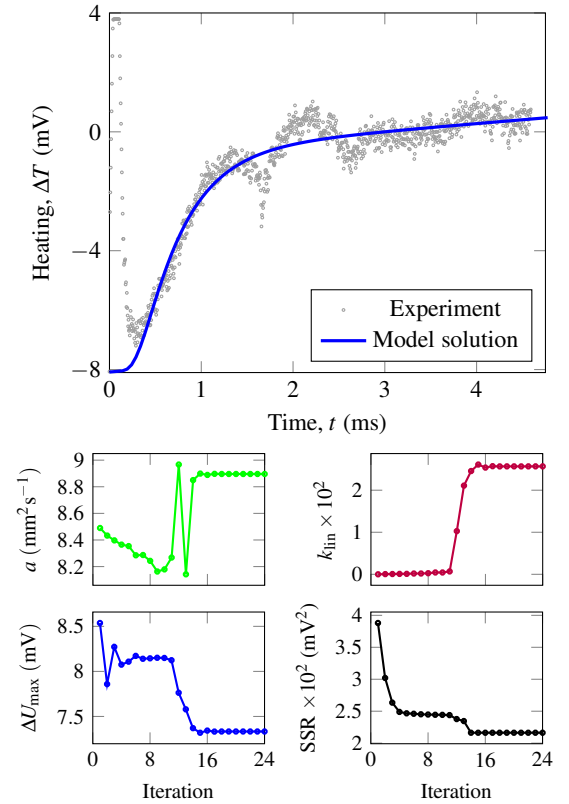 4
0
−4
−8
Heating, ΔT (mV)
Experiment
Model solution
0 1 2 3 4
Time, t (ms)
9
8.8
8.6
8.4
8.2
a (mm²s⁻¹)
2
1
0
k_lin × 10²
8.5
8
7.5
ΔU_max (mV)
0 8 16 24
Iteration
4
3.5
3
2.5
2
SSR ×10² (mV²)
0 8 16 24
Iteration